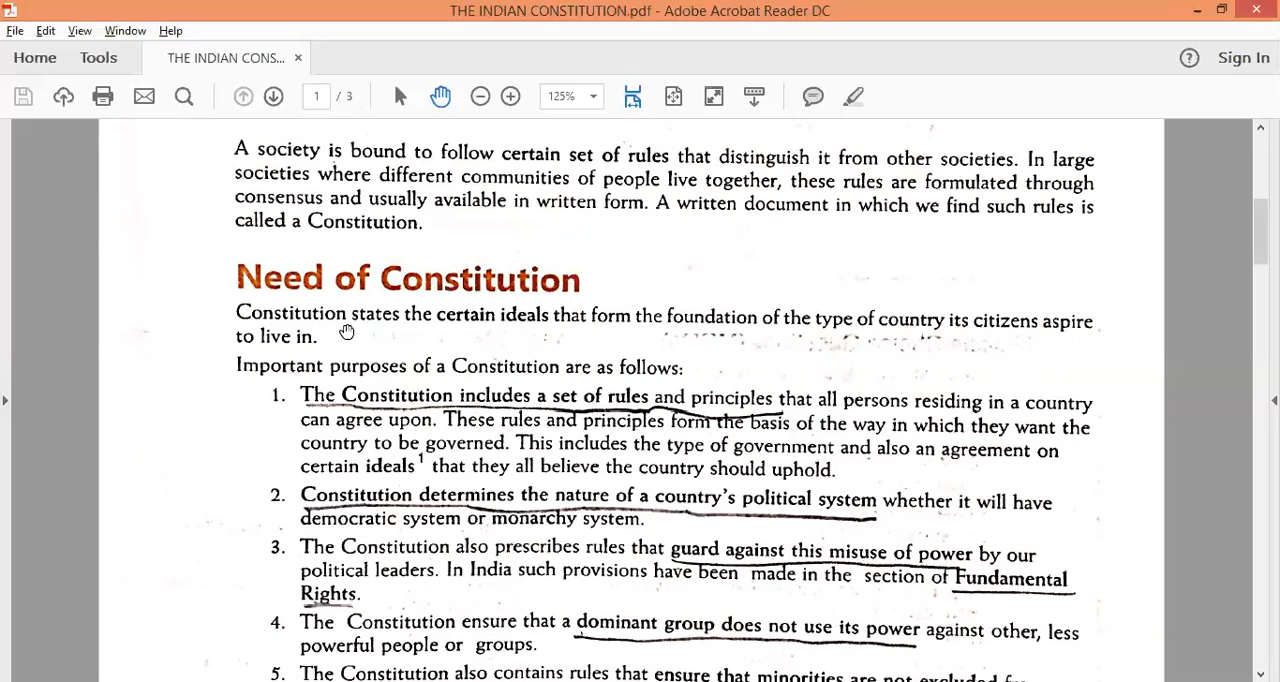 THE INDIAN CONSTITUTION.pdf - Adobe Acrobat Reader DC
File Edit View Window Help
Home Tools THE INDIAN CONS... × Sign In
1 / 3 125%
A society is bound to follow certain set of rules that distinguish it from other societies. In large
societies where different communities of people live together, these rules are formulated through
consensus and usually available in written form. A written document in which we find such rules is
called a Constitution.
Need of Constitution
Constitution states the certain ideals that form the foundation of the type of country its citizens aspire
to live in.
Important purposes of a Constitution are as follows:
1. The Constitution includes a set of rules and principles that all persons residing in a country
can agree upon. These rules and principles form the basis of the way in which they want the
country to be governed. This includes the type of government and also an agreement on
certain ideals¹ that they all believe the country should uphold.
2. Constitution determines the nature of a country's political system whether it will have
democratic system or monarchy system.
3. The Constitution also prescribes rules that guard against this misuse of power by our
political leaders. In India such provisions have been made in the section of Fundamental
Rights.
4. The Constitution ensure that a dominant group does not use its power against other, less
powerful people or groups.
5. The Constitution also contains rules that ensure that minorities are not excluded